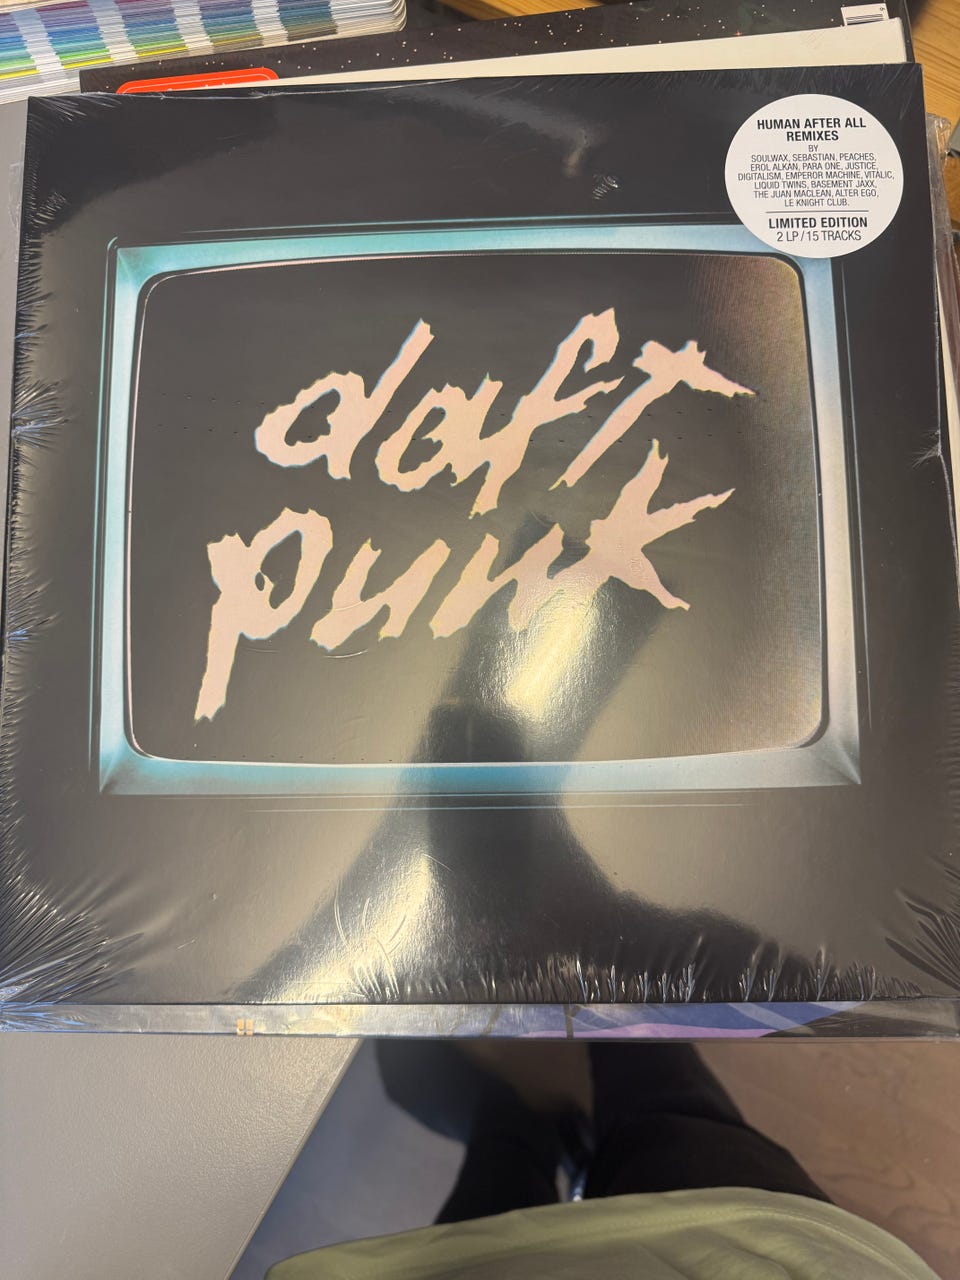 HUMAN AFTER ALL
REMIXES
BY
SOULWAX, SEBASTIAN, PEACHES,
EROL ALKAN, PARA ONE, JUSTICE,
DIGITALISM, EMPEROR MACHINE, VITALIC,
LIQUID TWINS, BASEMENT JAXX,
THE JUAN MACLEAN, ALTER EGO,
LE KNIGHT CLUB.
LIMITED EDITION
2 LP / 15 TRACKS
daft
punk